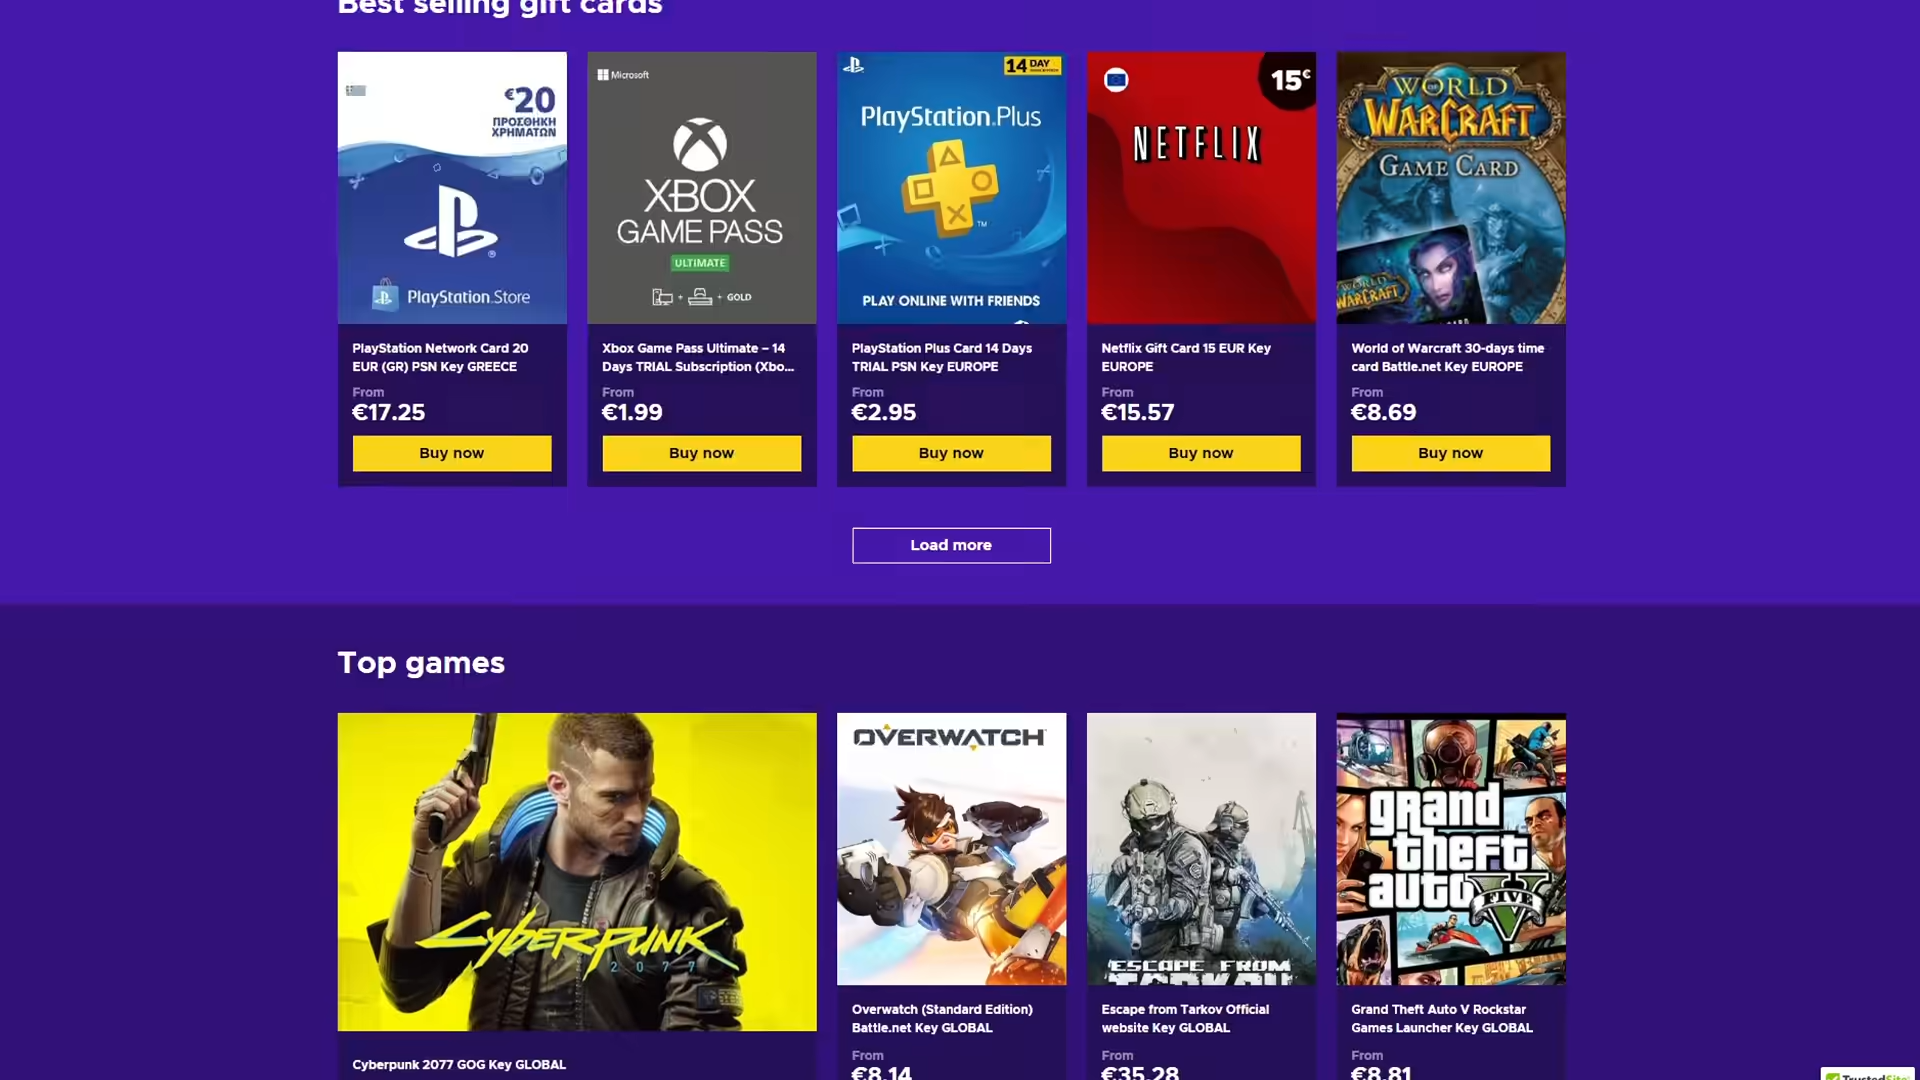 Best selling gift cards
€20
ΠΡΟΣΘΗΚΗ
ΧΡΗΜΑΤΩΝ
PlayStation.Store
PlayStation Network Card 20
EUR (GR) PSN Key GREECE
From
€17.25
Buy now
Microsoft
XBOX
GAME PASS
ULTIMATE
+ + GOLD
Xbox Game Pass Ultimate – 14
Days TRIAL Subscription (Xbo...
From
€1.99
Buy now
14 DAY
PlayStation.Plus
TM
PLAY ONLINE WITH FRIENDS
PlayStation Plus Card 14 Days
TRIAL PSN Key EUROPE
From
€2.95
Buy now
15€
NETFLIX
Netflix Gift Card 15 EUR Key
EUROPE
From
€15.57
Buy now
WORLD
OF
WARCRAFT
GAME CARD
WORLD
WARCRAFT
World of Warcraft 30-days time
card Battle.net Key EUROPE
From
€8.69
Buy now
Load more
Top games
CYBERPUNK
2077
Cyberpunk 2077 GOG Key GLOBAL
OVERWATCH
Overwatch (Standard Edition)
Battle.net Key GLOBAL
From
€8.14
ESCAPE FROM
TARKOV
Escape from Tarkov Official
website Key GLOBAL
From
€35.28
grand
theft
auto V
FIVE
Grand Theft Auto V Rockstar
Games Launcher Key GLOBAL
From
€8.81
TrustedSite